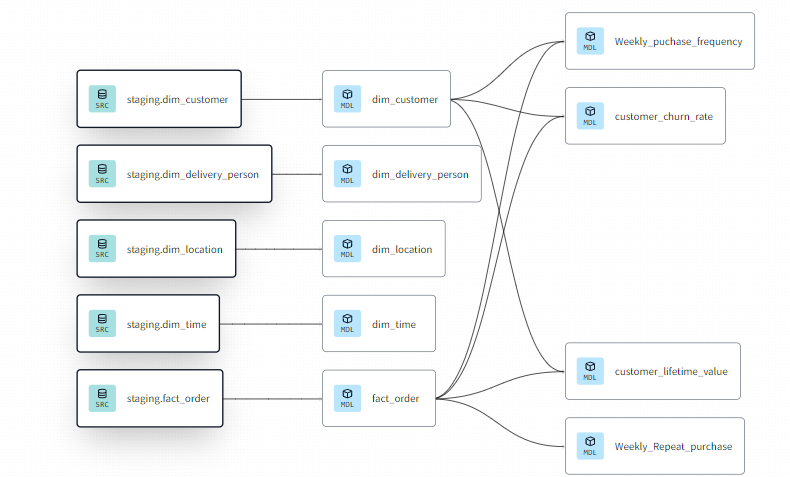 Weekly_puchase_frequency
MDL
staging.dim_customer
SRC
dim_customer
MDL
customer_churn_rate
MDL
staging.dim_delivery_person
SRC
dim_delivery_person
MDL
staging.dim_location
SRC
dim_location
MDL
staging.dim_time
SRC
dim_time
MDL
customer_lifetime_value
MDL
staging.fact_order
SRC
fact_order
MDL
Weekly_Repeat_purchase
MDL